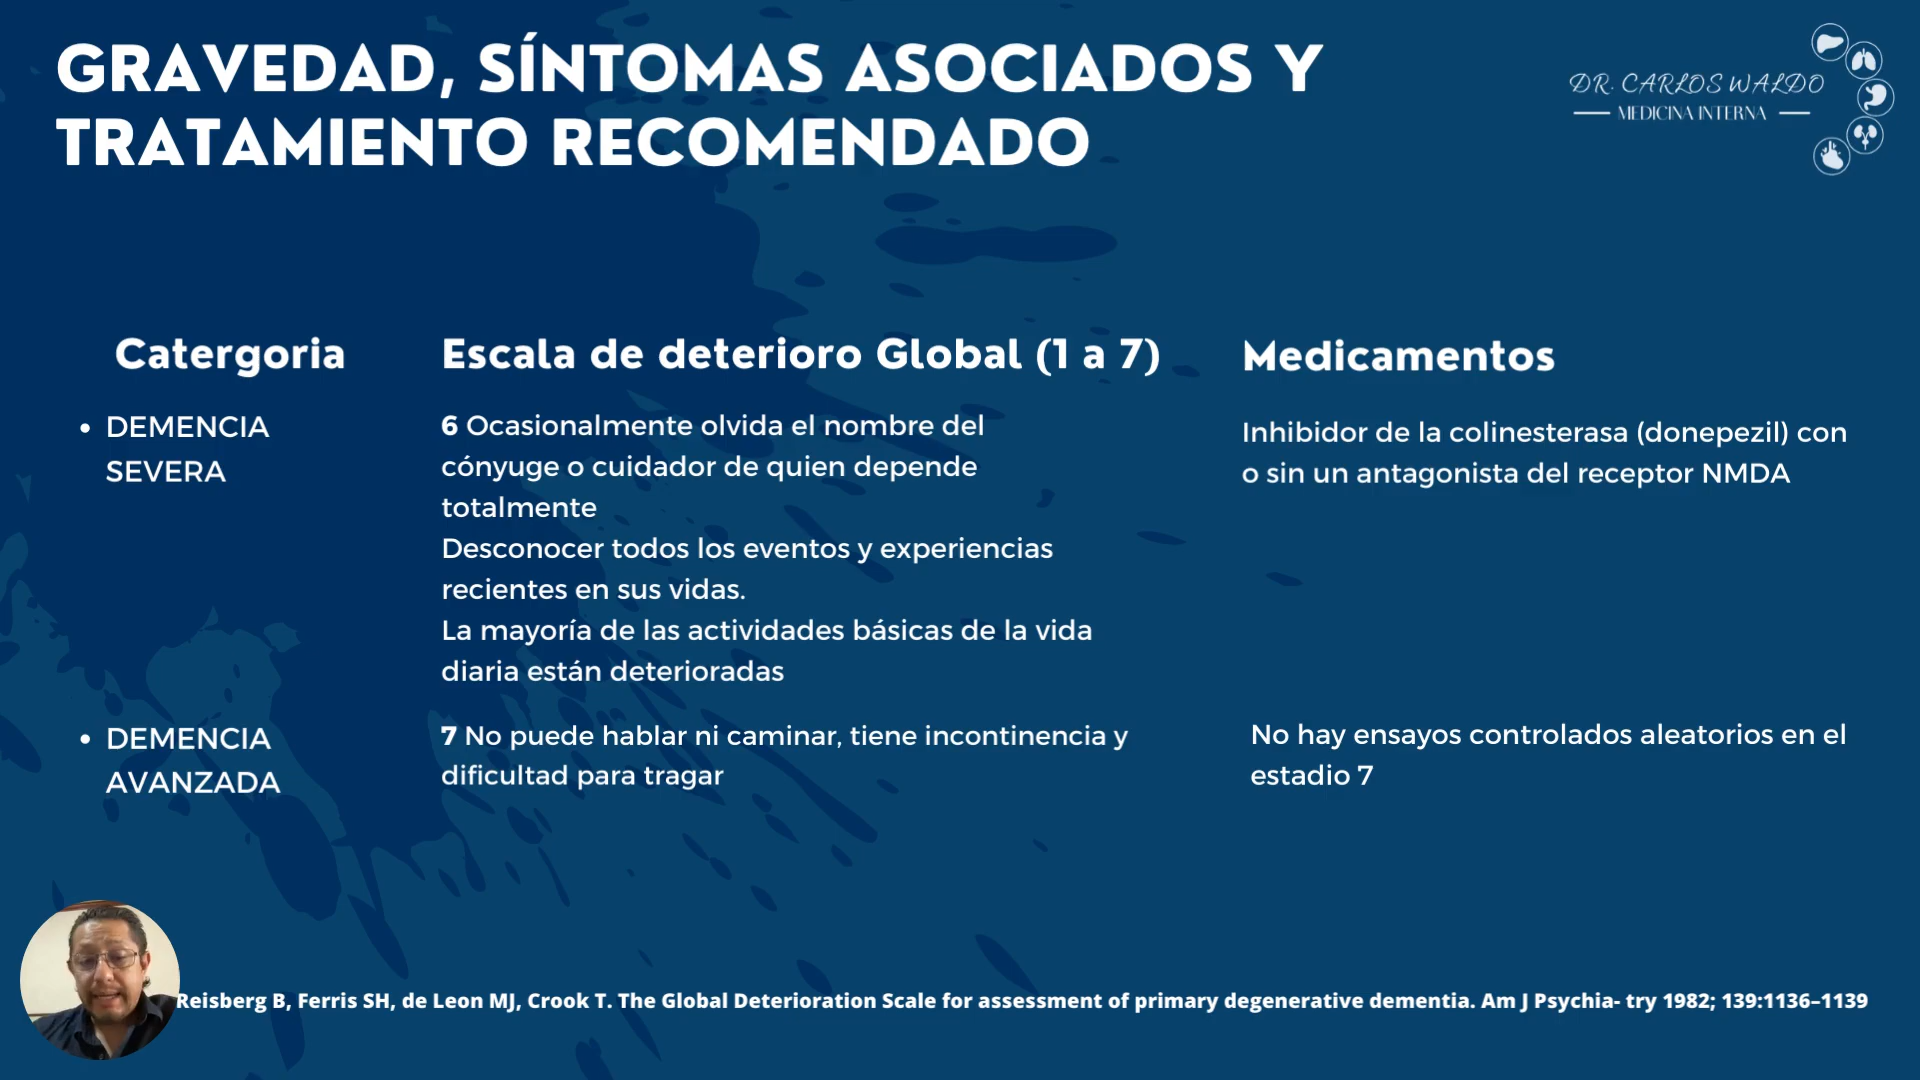 GRAVEDAD, SÍNTOMAS ASOCIADOS Y
TRATAMIENTO RECOMENDADO
DR. CARLOS WALDO
MEDICINA INTERNA
Catergoria
Escala de deterioro Global (1 a 7)
Medicamentos
• DEMENCIA
SEVERA
6 Ocasionalmente olvida el nombre del
cónyuge o cuidador de quien depende
totalmente
Desconocer todos los eventos y experiencias
recientes en sus vidas.
La mayoría de las actividades básicas de la vida
diaria están deterioradas
Inhibidor de la colinesterasa (donepezil) con
o sin un antagonista del receptor NMDA
• DEMENCIA
AVANZADA
7 No puede hablar ni caminar, tiene incontinencia y
dificultad para tragar
No hay ensayos controlados aleatorios en el
estadio 7
Reisberg B, Ferris SH, de Leon MJ, Crook T. The Global Deterioration Scale for assessment of primary degenerative dementia. Am J Psychia- try 1982; 139:1136–1139